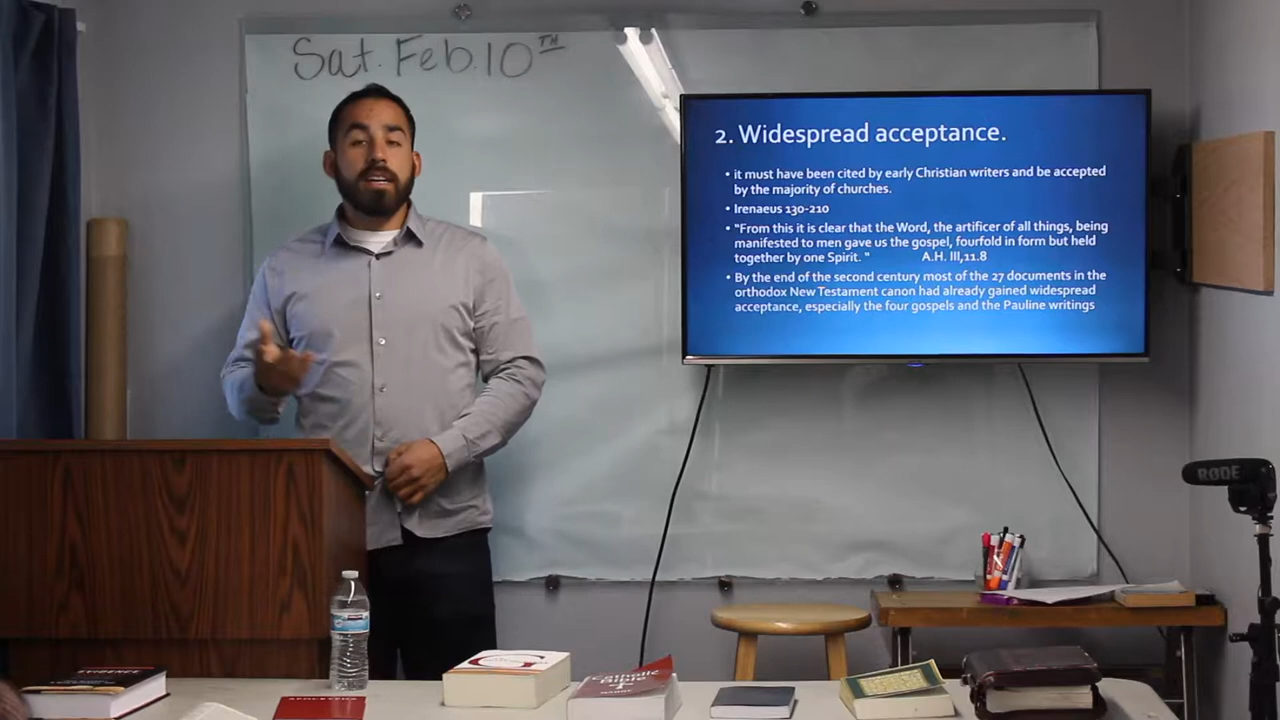 Sat. Feb. 10TH
2. Widespread acceptance.
• it must have been cited by early Christian writers and be accepted
by the majority of churches.
• Irenaeus 130-210
• "From this it is clear that the Word, the artificer of all things, being
manifested to men gave us the gospel, fourfold in form but held
together by one Spirit. " A.H. III,11.8
• By the end of the second century most of the 27 documents in the
orthodox New Testament canon had already gained widespread
acceptance, especially the four gospels and the Pauline writings
RØDE
EVIDENCE
Catholic